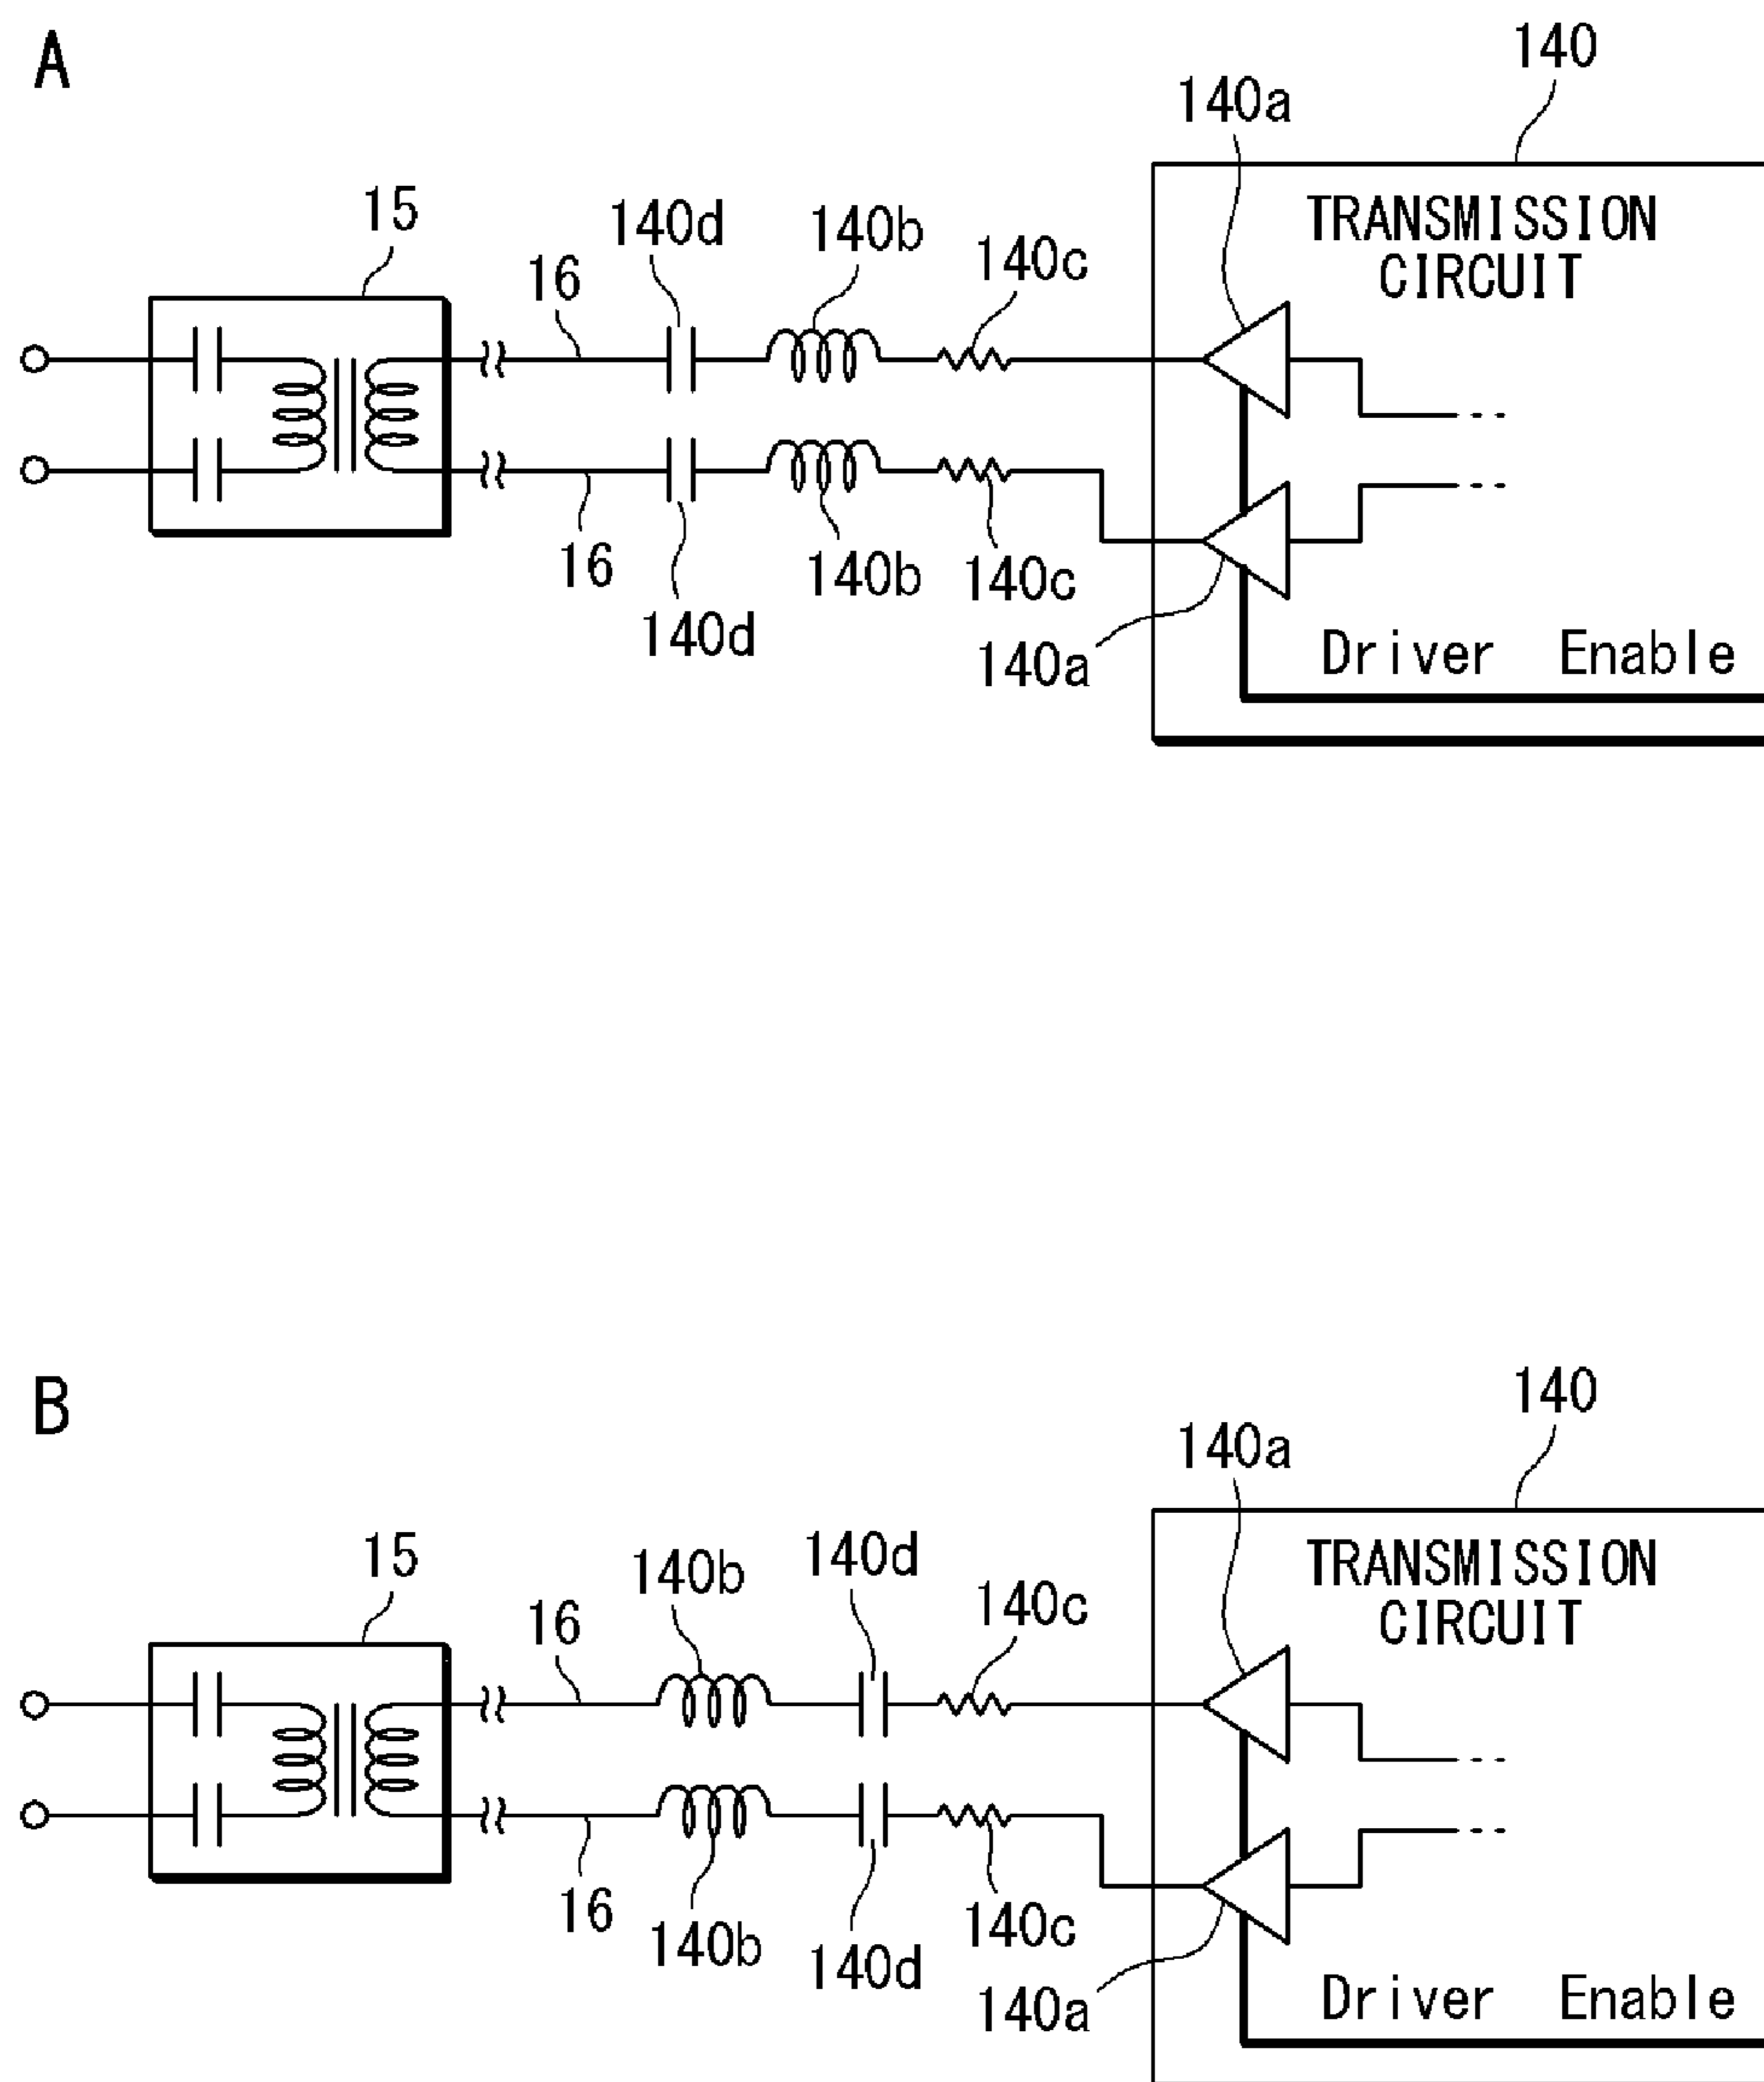 A
140
140a
15
140d
140b
140c
16
TRANSMISSION
CIRCUIT
16
140b
140c
140d
140a
Driver Enable
B
140
140a
15
140b
140d
140c
16
TRANSMISSION
CIRCUIT
16
140b
140d
140c
140a
Driver Enable